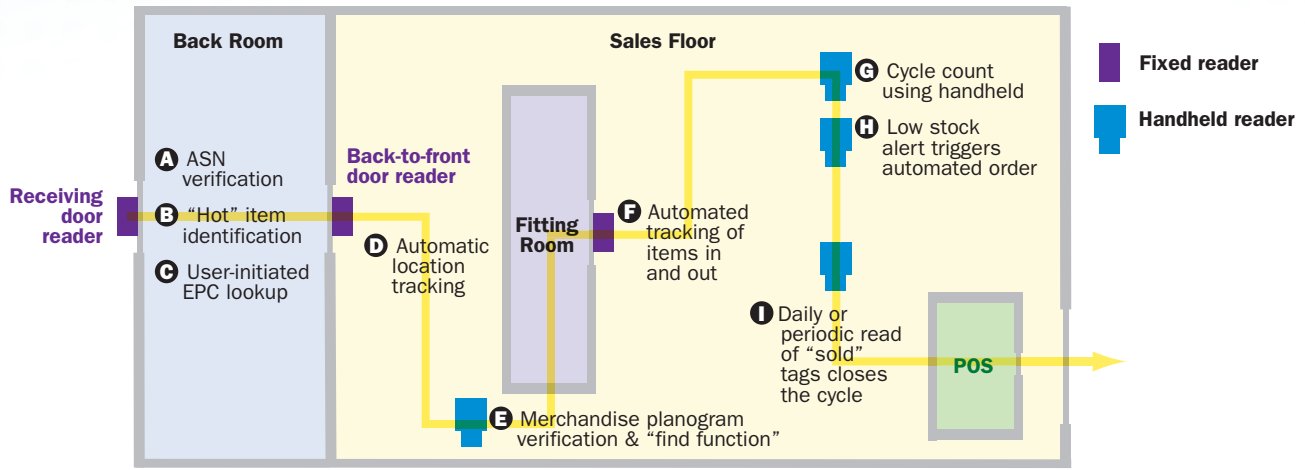 Back Room
Sales Floor
Receiving
door
reader
A ASN
verification
B “Hot” item
identification
C User-initiated
EPC lookup
Back-to-front
door reader
D Automatic
location
tracking
E Merchandise planogram
verification & “find function”
Fitting
Room
F Automated
tracking of
items in
and out
G Cycle count
using handheld
H Low stock
alert triggers
automated order
I Daily or
periodic read
of “sold”
tags closes
the cycle
POS
Fixed reader
Handheld reader